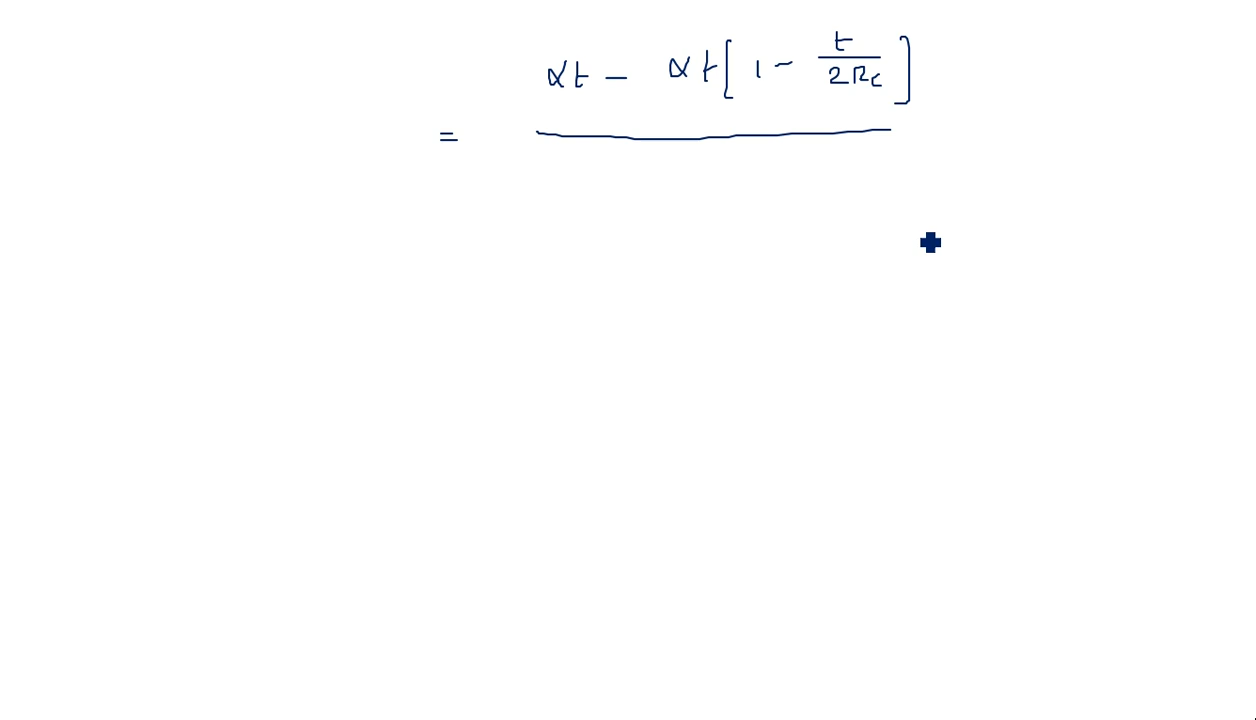 = αt - αt[1 - t/2Rc]